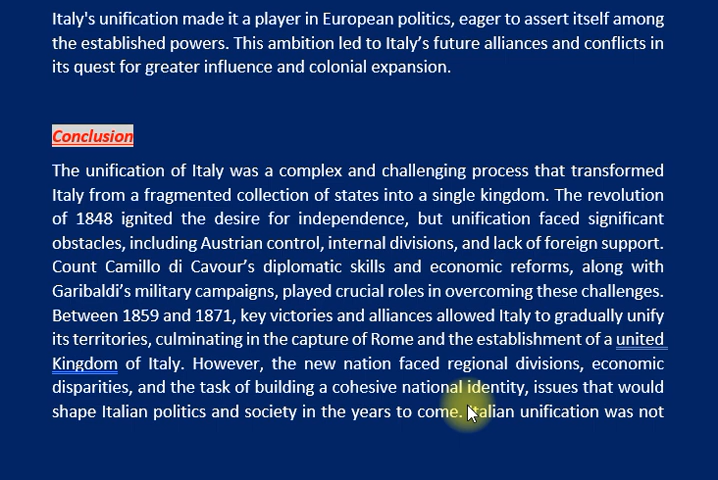 Italy's unification made it a player in European politics, eager to assert itself among
the established powers. This ambition led to Italy’s future alliances and conflicts in
its quest for greater influence and colonial expansion.
Conclusion
The unification of Italy was a complex and challenging process that transformed
Italy from a fragmented collection of states into a single kingdom. The revolution
of 1848 ignited the desire for independence, but unification faced significant
obstacles, including Austrian control, internal divisions, and lack of foreign support.
Count Camillo di Cavour’s diplomatic skills and economic reforms, along with
Garibaldi’s military campaigns, played crucial roles in overcoming these challenges.
Between 1859 and 1871, key victories and alliances allowed Italy to gradually unify
its territories, culminating in the capture of Rome and the establishment of a united
Kingdom of Italy. However, the new nation faced regional divisions, economic
disparities, and the task of building a cohesive national identity, issues that would
shape Italian politics and society in the years to come. Italian unification was not